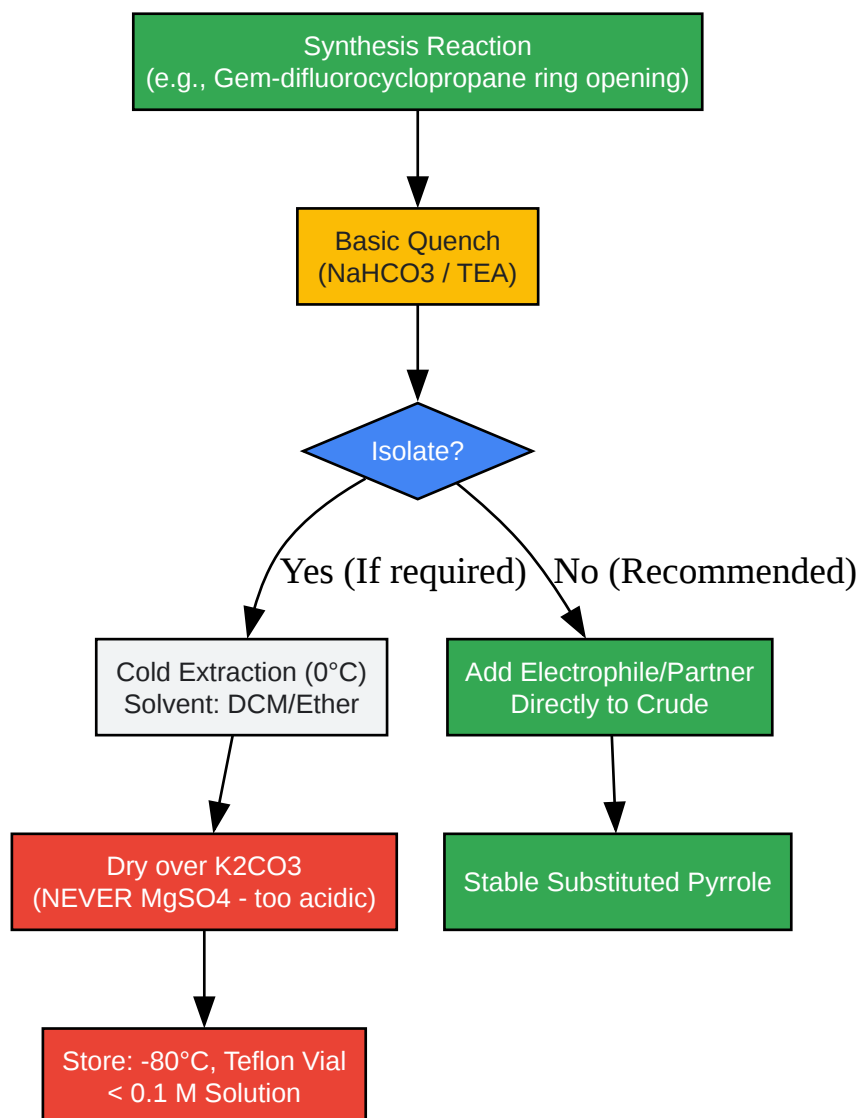 Synthesis Reaction
(e.g., Gem-difluorocyclopropane ring opening)
Basic Quench
(NaHCO3 / TEA)
Isolate?
Yes (If required)
No (Recommended)
Cold Extraction (0°C)
Solvent: DCM/Ether
Add Electrophile/Partner
Directly to Crude
Dry over K2CO3
(NEVER MgSO4 - too acidic)
Stable Substituted Pyrrole
Store: -80°C, Teflon Vial
< 0.1 M Solution